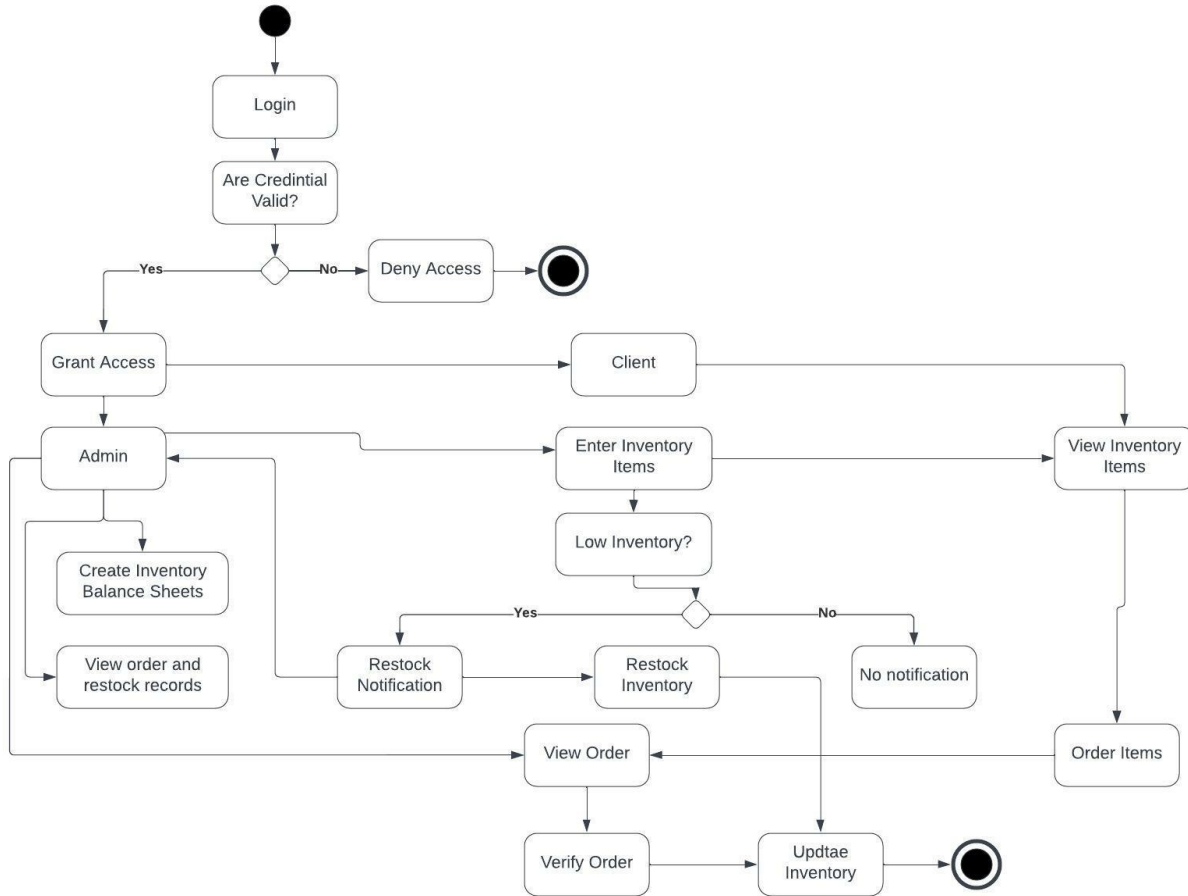 Login
Are Credintial
Valid?
Yes
No
Deny Access
Grant Access
Client
Admin
Enter Inventory
Items
View Inventory
Items
Low Inventory?
Create Inventory
Balance Sheets
Yes
No
View order and
restock records
Restock
Notification
Restock
Inventory
No notification
View Order
Order Items
Verify Order
Updtae
Inventory